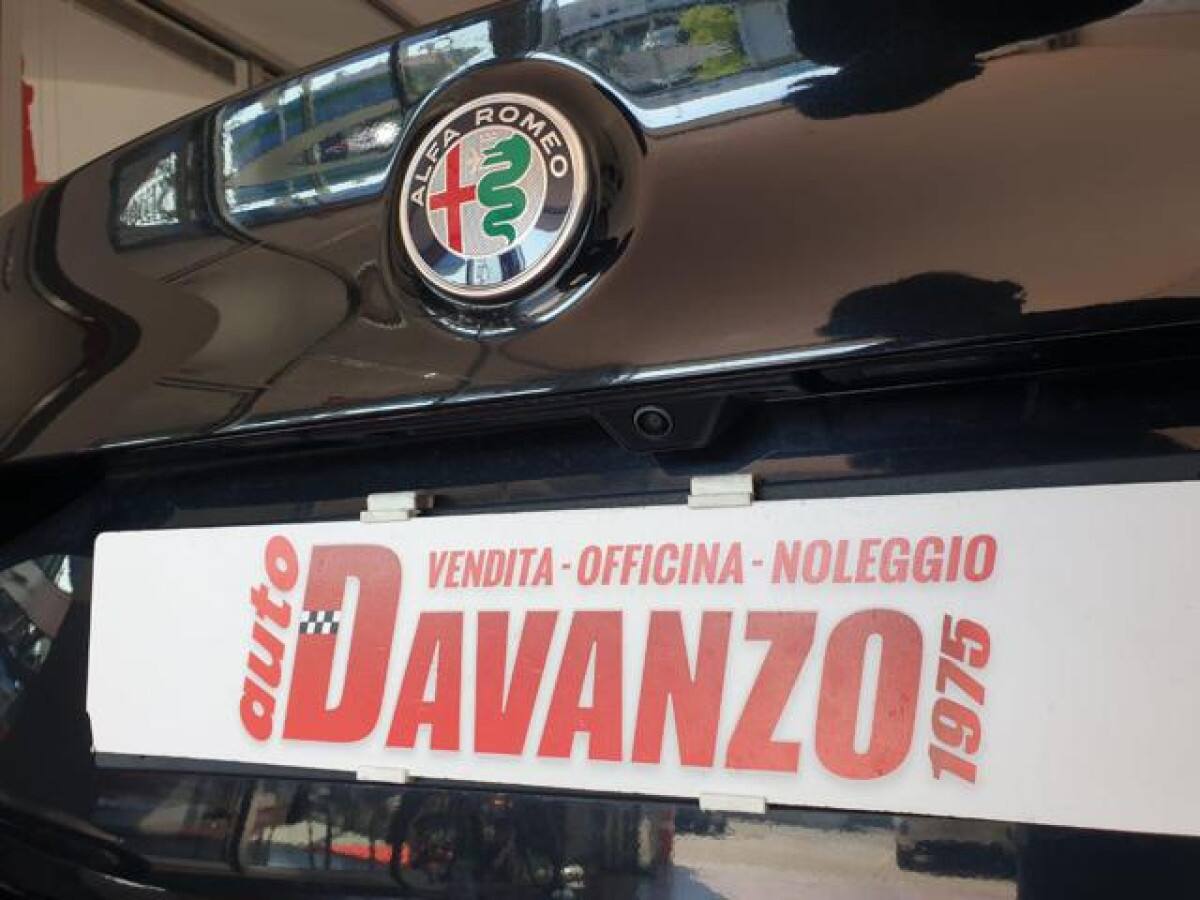 ALFA ROMEO
VENDITA - OFFICINA - NOLEGGIO
auto DAVANZO 1975